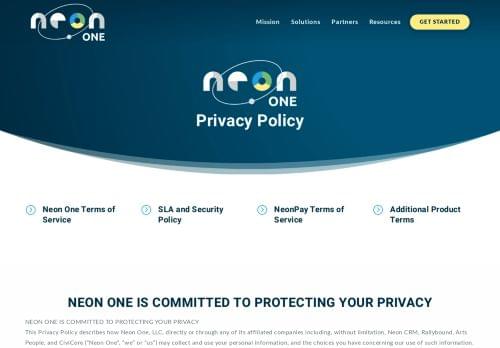 neon ONE
Mission Solutions Partners Resources GET STARTED
neon ONE
Privacy Policy
Neon One Terms of Service
SLA and Security Policy
NeonPay Terms of Service
Additional Product Terms
NEON ONE IS COMMITTED TO PROTECTING YOUR PRIVACY
NEON ONE IS COMMITTED TO PROTECTING YOUR PRIVACY
This Privacy Policy describes how Neon One, LLC, directly or through any of its affiliated companies including, without limitation, Neon CRM, Rallybound, Arts
People, and CiviCore ("Neon One", "we" or "us") may collect and use your personal information, and the choices you have concerning our use of such information.